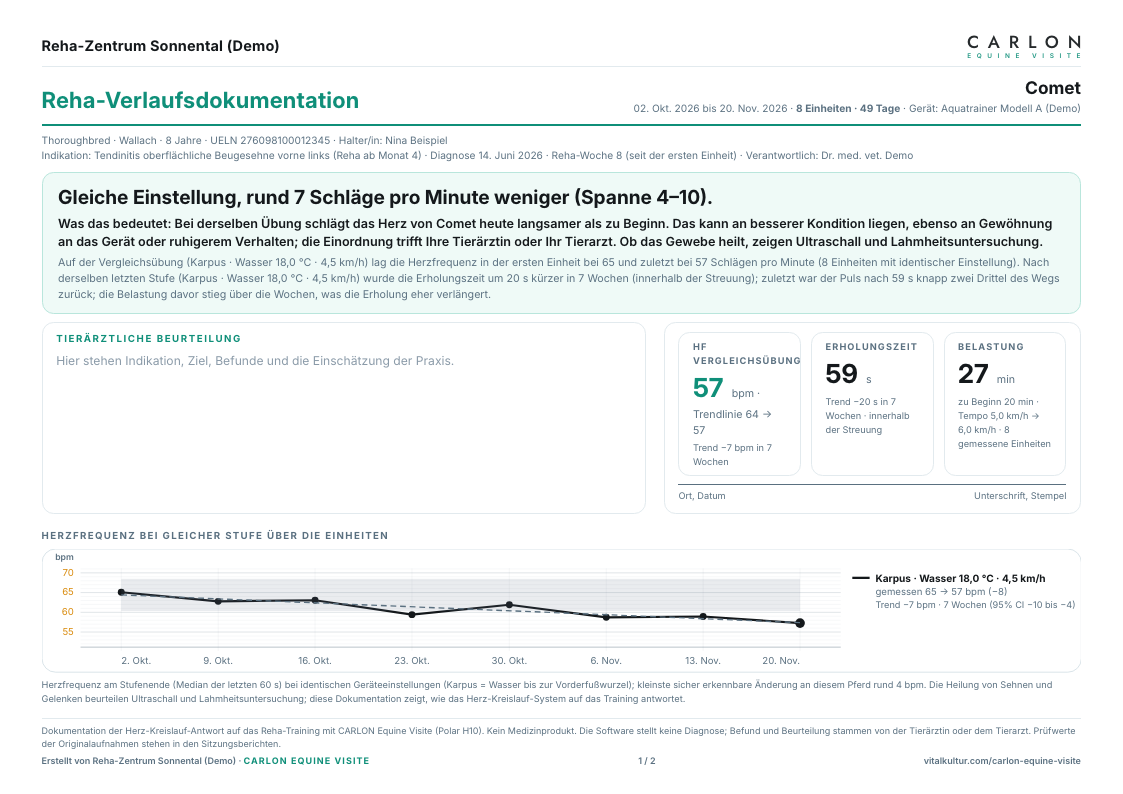 Reha-Zentrum Sonnental (Demo)
CARLON
EQUINE VISITE
Reha-Verlaufsdokumentation
Comet
02. Okt. 2026 bis 20. Nov. 2026 · 8 Einheiten · 49 Tage · Gerät: Aquatrainer Modell A (Demo)
Thoroughbred · Wallach · 8 Jahre · UELN 276098100012345 · Halter/in: Nina Beispiel
Indikation: Tendinitis oberflächliche Beugesehne vorne links (Reha ab Monat 4) · Diagnose 14. Juni 2026 · Reha-Woche 8 (seit der ersten Einheit) · Verantwortlich: Dr. med. vet. Demo
Gleiche Einstellung, rund 7 Schläge pro Minute weniger (Spanne 4–10).
Was das bedeutet: Bei derselben Übung schlägt das Herz von Comet heute langsamer als zu Beginn. Das kann an besserer Kondition liegen, ebenso an Gewöhnung
an das Gerät oder ruhigerem Verhalten; die Einordnung trifft Ihre Tierärztin oder Ihr Tierarzt. Ob das Gewebe heilt, zeigen Ultraschall und Lahmheitsuntersuchung.
Auf der Vergleichsübung (Karpus · Wasser 18,0 °C · 4,5 km/h) lag die Herzfrequenz in der ersten Einheit bei 65 und zuletzt bei 57 Schlägen pro Minute (8 Einheiten mit identischer Einstellung). Nach
derselben letzten Stufe (Karpus · Wasser 18,0 °C · 4,5 km/h) wurde die Erholungszeit um 20 s kürzer in 7 Wochen (innerhalb der Streuung); zuletzt war der Puls nach 59 s knapp zwei Drittel des Wegs
zurück; die Belastung davor stieg über die Wochen, was die Erholung eher verlängert.
TIERÄRZTLICHE BEURTEILUNG
Hier stehen Indikation, Ziel, Befunde und die Einschätzung der Praxis.
HF
VERGLEICHSÜBUNG
57 bpm ·
Trendlinie 64 →
57
Trend −7 bpm in 7
Wochen
ERHOLUNGSZEIT
59 s
Trend −20 s in 7
Wochen · innerhalb
der Streuung
BELASTUNG
27 min
zu Beginn 20 min ·
Tempo 5,0 km/h →
6,0 km/h · 8
gemessene Einheiten
Ort, Datum
Unterschrift, Stempel
HERZFREQUENZ BEI GLEICHER STUFE ÜBER DIE EINHEITEN
bpm
70
65
60
55
2. Okt.
9. Okt.
16. Okt.
23. Okt.
30. Okt.
6. Nov.
13. Nov.
20. Nov.
Karpus · Wasser 18,0 °C · 4,5 km/h
gemessen 65 → 57 bpm (−8)
Trend −7 bpm · 7 Wochen (95% CI −10 bis −4)
Herzfrequenz am Stufenende (Median der letzten 60 s) bei identischen Geräteeinstellungen (Karpus = Wasser bis zur Vorderfußwurzel); kleinste sicher erkennbare Änderung an diesem Pferd rund 4 bpm. Die Heilung von Sehnen und
Gelenken beurteilen Ultraschall und Lahmheitsuntersuchung; diese Dokumentation zeigt, wie das Herz-Kreislauf-System auf das Training antwortet.
Dokumentation der Herz-Kreislauf-Antwort auf das Reha-Training mit CARLON Equine Visite (Polar H10). Kein Medizinprodukt. Die Software stellt keine Diagnose; Befund und Beurteilung stammen von der Tierärztin oder dem Tierarzt. Prüfwerte
der Originalaufnahmen stehen in den Sitzungsberichten.
Erstellt von Reha-Zentrum Sonnental (Demo) · CARLON EQUINE VISITE
1 / 2
vitalkultur.com/carlon-equine-visite